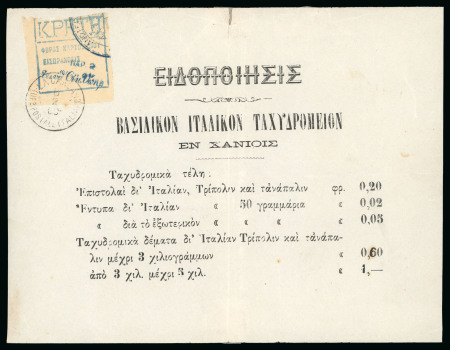 ΚΡΗΤΗ
ΕΙΔΟΠΟΙΗΣΙΣ
ΒΑΣΙΛΙΚΟΝ ΙΤΑΛΙΚΟΝ ΤΑΧΥΔΡΟΜΕΙΟΝ
ΕΝ ΧΑΝΙΟΙΣ
Ταχυδρομικὰ τέλη :
Ἐπιστολαὶ δι' Ἰταλίαν, Τρίπολιν καὶ τἀνάπαλιν φρ. 0,20
Ἔντυπα δι' Ἰταλίαν « 50 γραμμάρια « 0,02
« διὰ τὸ ἐξωτερικὸν « « « 0,05
Ταχυδρομικὰ δέματα δι' Ἰταλίαν Τρίπολιν καὶ τἀνάπα-
λιν μέχρι 3 χιλιογράμμων « 0,60
ἀπὸ 3 χιλ. μέχρι 5 χιλ. « 1,—